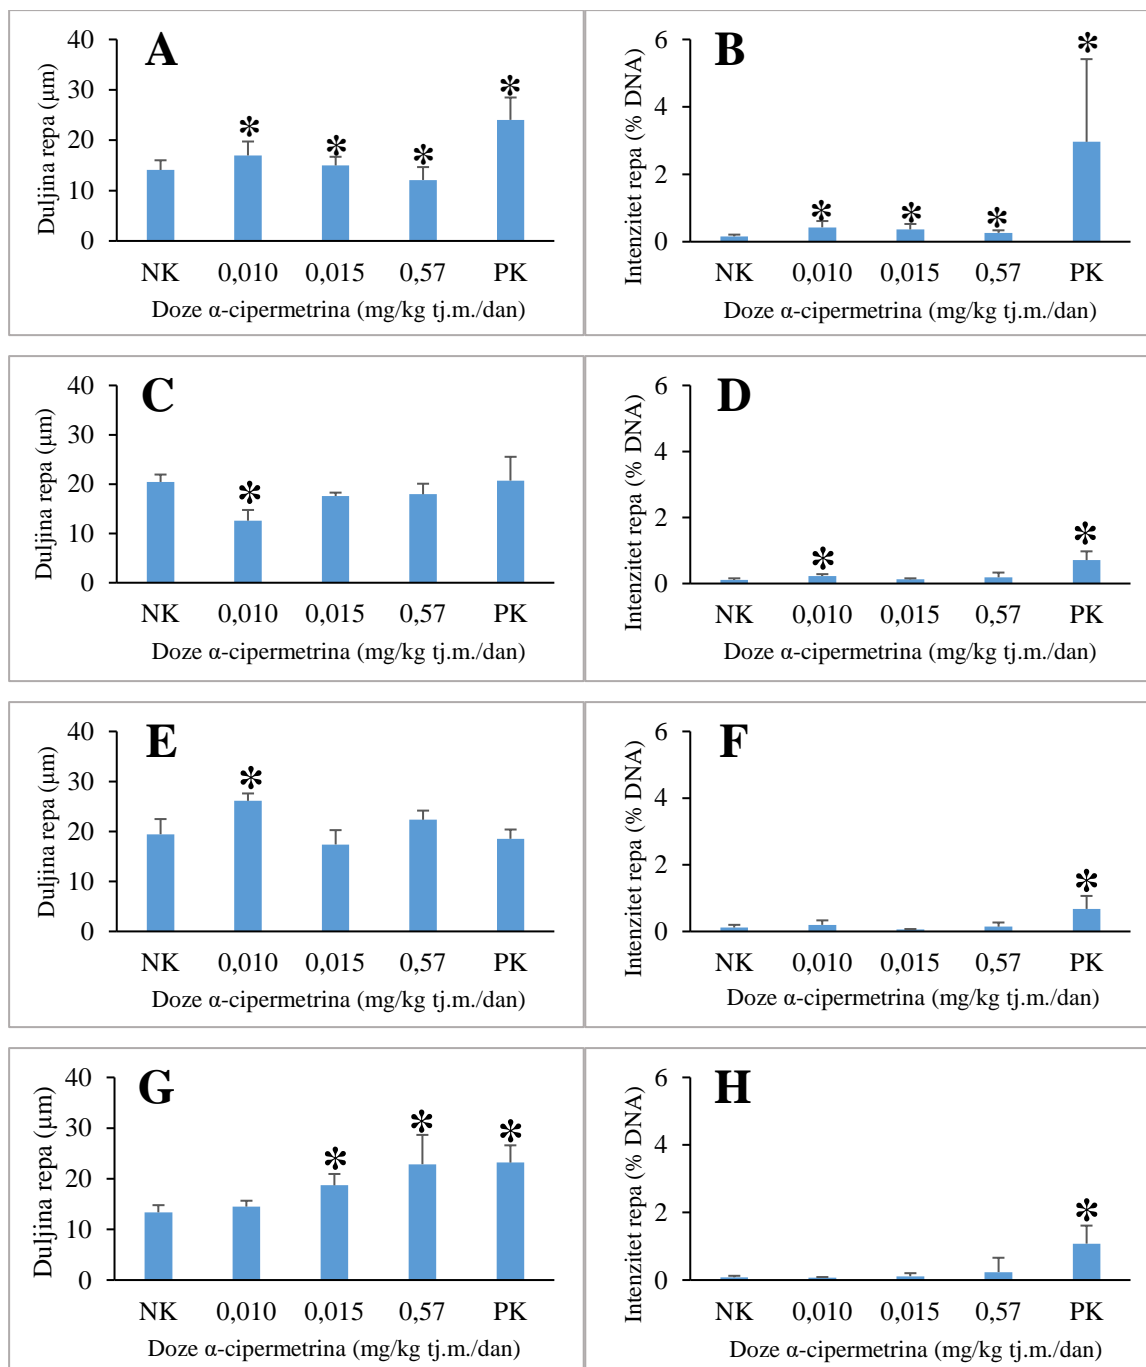 A
Duljina repa (μm)
40
30
20
10
0
* * * *
NK 0,010 0,015 0,57 PK
Doze α-cipermetrina (mg/kg tj.m./dan)
B
Intenzitet repa (% DNA)
6
4
2
0
* * * *
NK 0,010 0,015 0,57 PK
Doze α-cipermetrina (mg/kg tj.m./dan)
C
Duljina repa (μm)
40
30
20
10
0
*
NK 0,010 0,015 0,57 PK
Doze α-cipermetrina (mg/kg tj.m./dan)
D
Intenzitet repa (% DNA)
6
4
2
0
* *
NK 0,010 0,015 0,57 PK
Doze α-cipermetrina (mg/kg tj.m./dan)
E
Duljina repa (μm)
40
30
20
10
0
*
NK 0,010 0,015 0,57 PK
Doze α-cipermetrina (mg/kg tj.m./dan)
F
Intenzitet repa (% DNA)
6
4
2
0
*
NK 0,010 0,015 0,57 PK
Doze α-cipermetrina (mg/kg tj.m./dan)
G
Duljina repa (μm)
40
30
20
10
0
* * *
NK 0,010 0,015 0,57 PK
Doze α-cipermetrina (mg/kg tj.m./dan)
H
Intenzitet repa (% DNA)
6
4
2
0
*
NK 0,010 0,015 0,57 PK
Doze α-cipermetrina (mg/kg tj.m./dan)